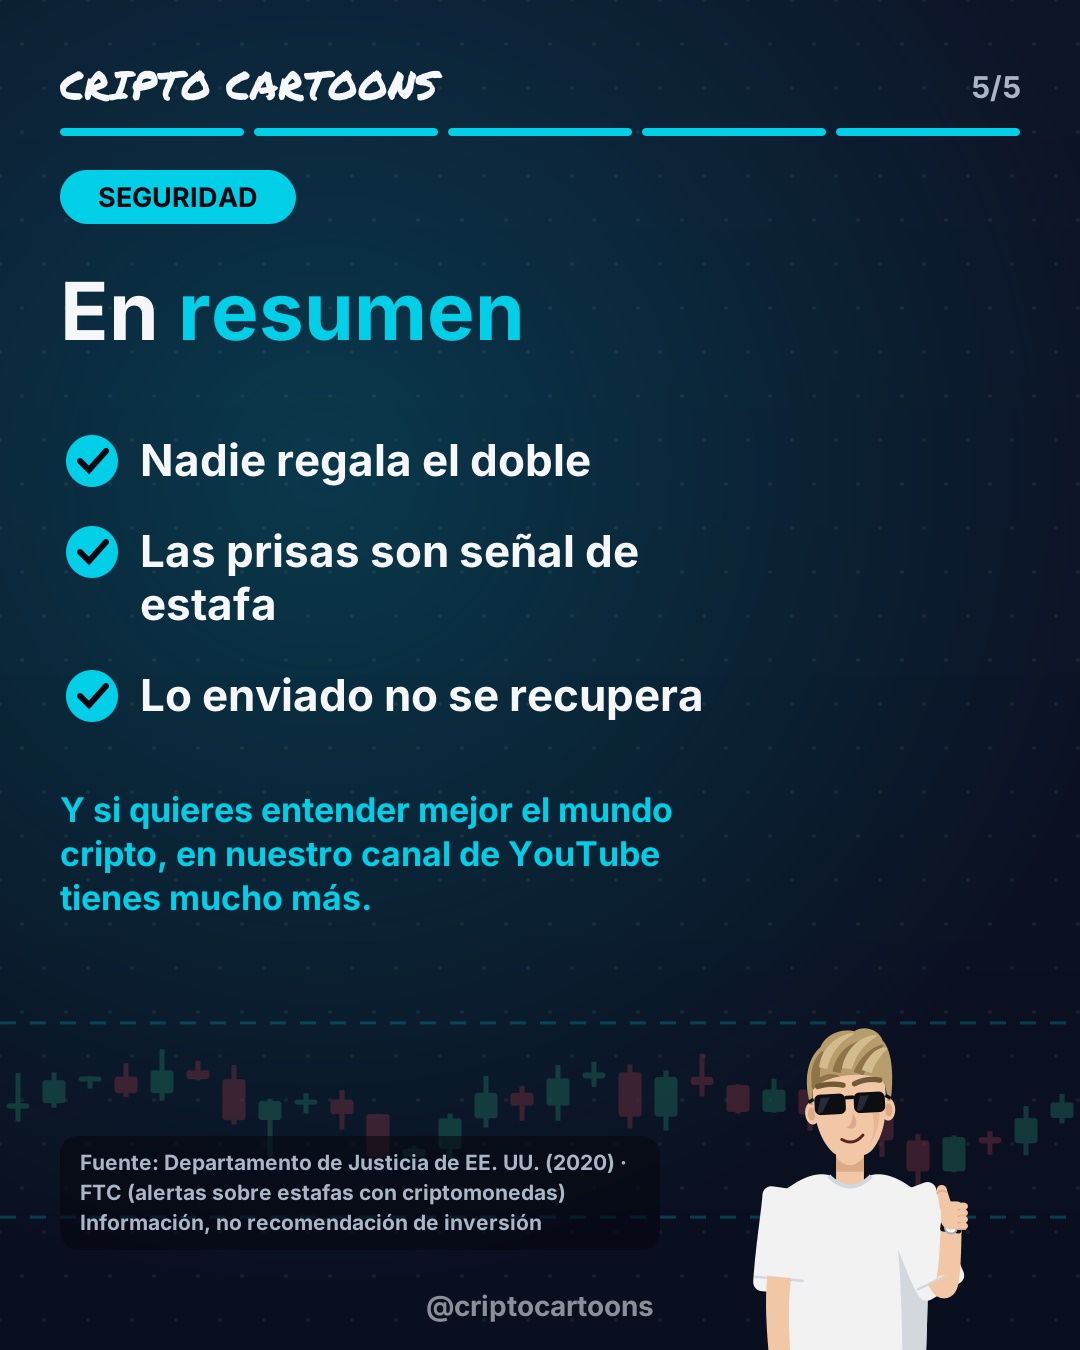 CRIPTO CARTOONS
5/5
SEGURIDAD
En resumen
Nadie regala el doble
Las prisas son señal de
estafa
Lo enviado no se recupera
Y si quieres entender mejor el mundo
cripto, en nuestro canal de YouTube
tienes mucho más.
Fuente: Departamento de Justicia de EE. UU. (2020) ·
FTC (alertas sobre estafas con criptomonedas)
Información, no recomendación de inversión
@criptocartoons